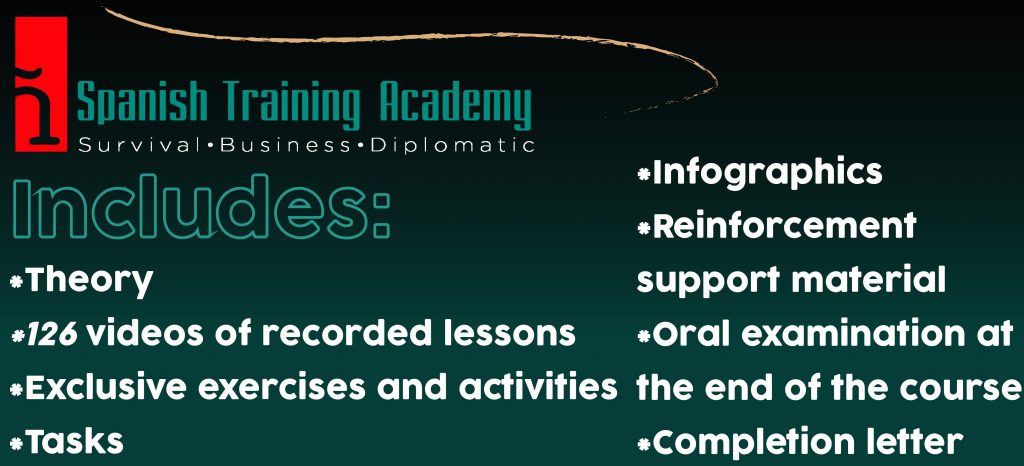 ñ
Spanish Training Academy
Survival•Business•Diplomatic
Includes:
*Theory
*126 videos of recorded lessons
*Exclusive exercises and activities
*Tasks
*Infographics
*Reinforcement
support material
*Oral examination at
the end of the course
*Completion letter